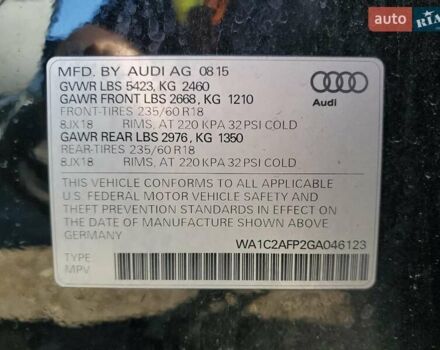 auto RIA
MFD. BY AUDI AG 08 15
GVWR LBS 5423, KG 2460
GAWR FRONT LBS 2668, KG 1210
FRONT-TIRES 235/60 R18
8JX18 RIMS, AT 220 KPA 32 PSI COLD
GAWR REAR LBS 2976, KG 1350
REAR-TIRES 235/60 R18
8JX18 RIMS, AT 220 KPA 32 PSI COLD
Audi
THIS VEHICLE CONFORMS TO ALL APPLICABLE
U.S. FEDERAL MOTOR VEHICLE SAFETY AND
THEFT PREVENTION STANDARDS IN EFFECT ON
THE DATE OF MANUFACTURE SHOWN ABOVE
GERMANY
WA1C2AFP2GA046123
TYPE
MPV